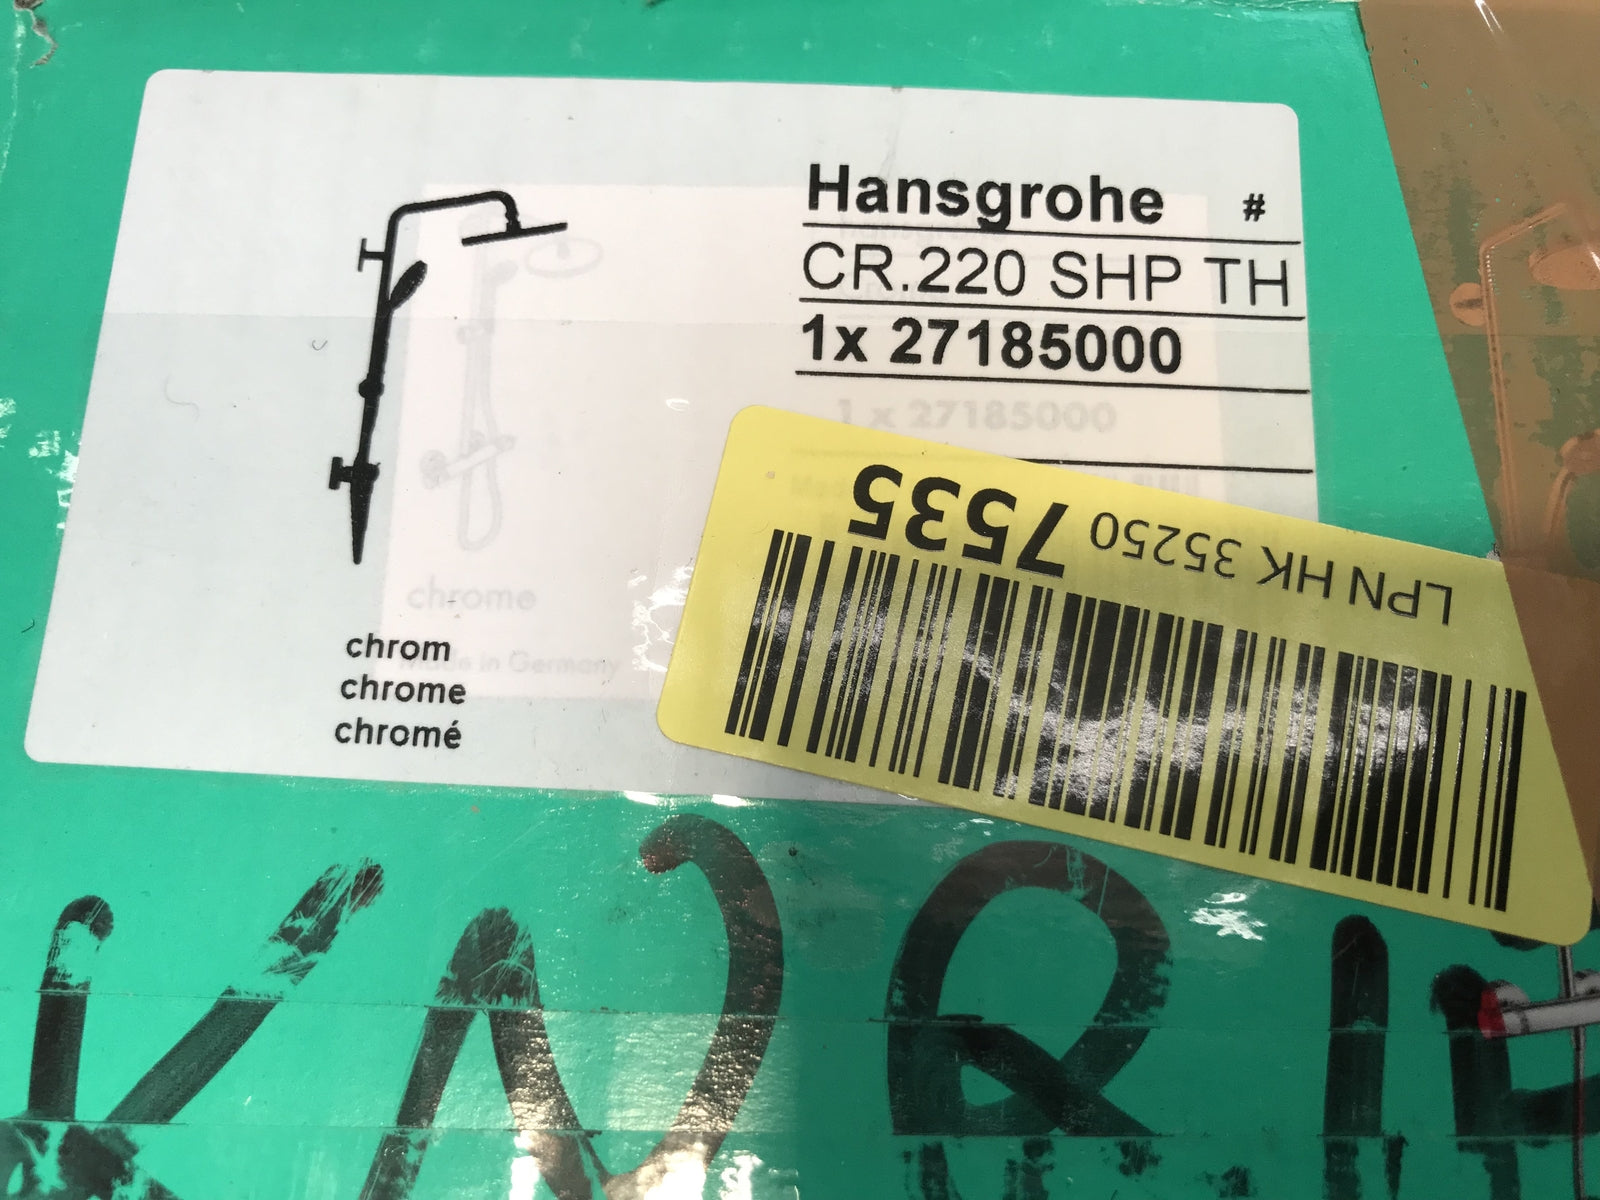 Hansgrohe #
CR.220 SHP TH
1x 27185000
1 x 27185000
chrome
Made in Germany
chrom
chrome
chromé
LPN HK 35250 7535